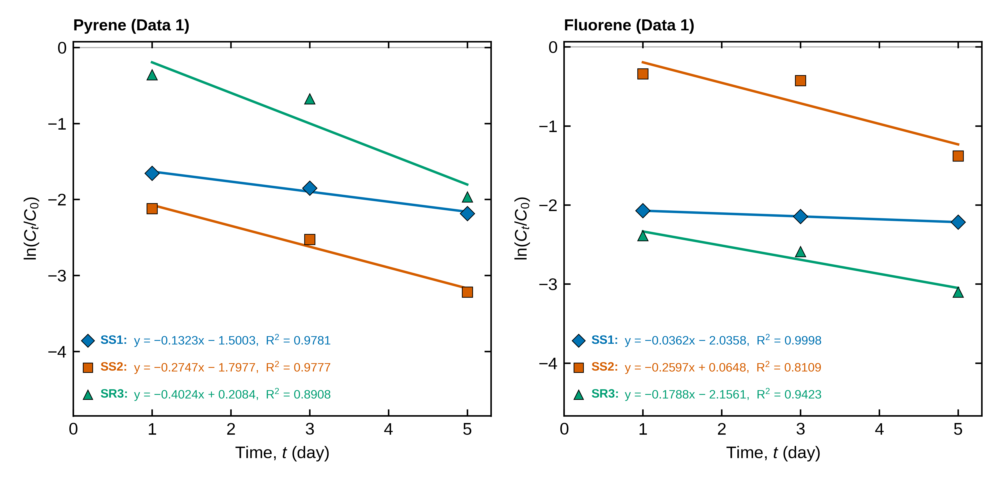 Pyrene (Data 1)
0
−1
−2
−3
−4
ln(Cₜ/C₀)
SS1: y = −0.1323x − 1.5003, R² = 0.9781
SS2: y = −0.2747x − 1.7977, R² = 0.9777
SR3: y = −0.4024x + 0.2084, R² = 0.8908
0 1 2 3 4 5
Time, t (day)
Fluorene (Data 1)
0
−1
−2
−3
−4
ln(Cₜ/C₀)
SS1: y = −0.0362x − 2.0358, R² = 0.9998
SS2: y = −0.2597x + 0.0648, R² = 0.8109
SR3: y = −0.1788x − 2.1561, R² = 0.9423
0 1 2 3 4 5
Time, t (day)